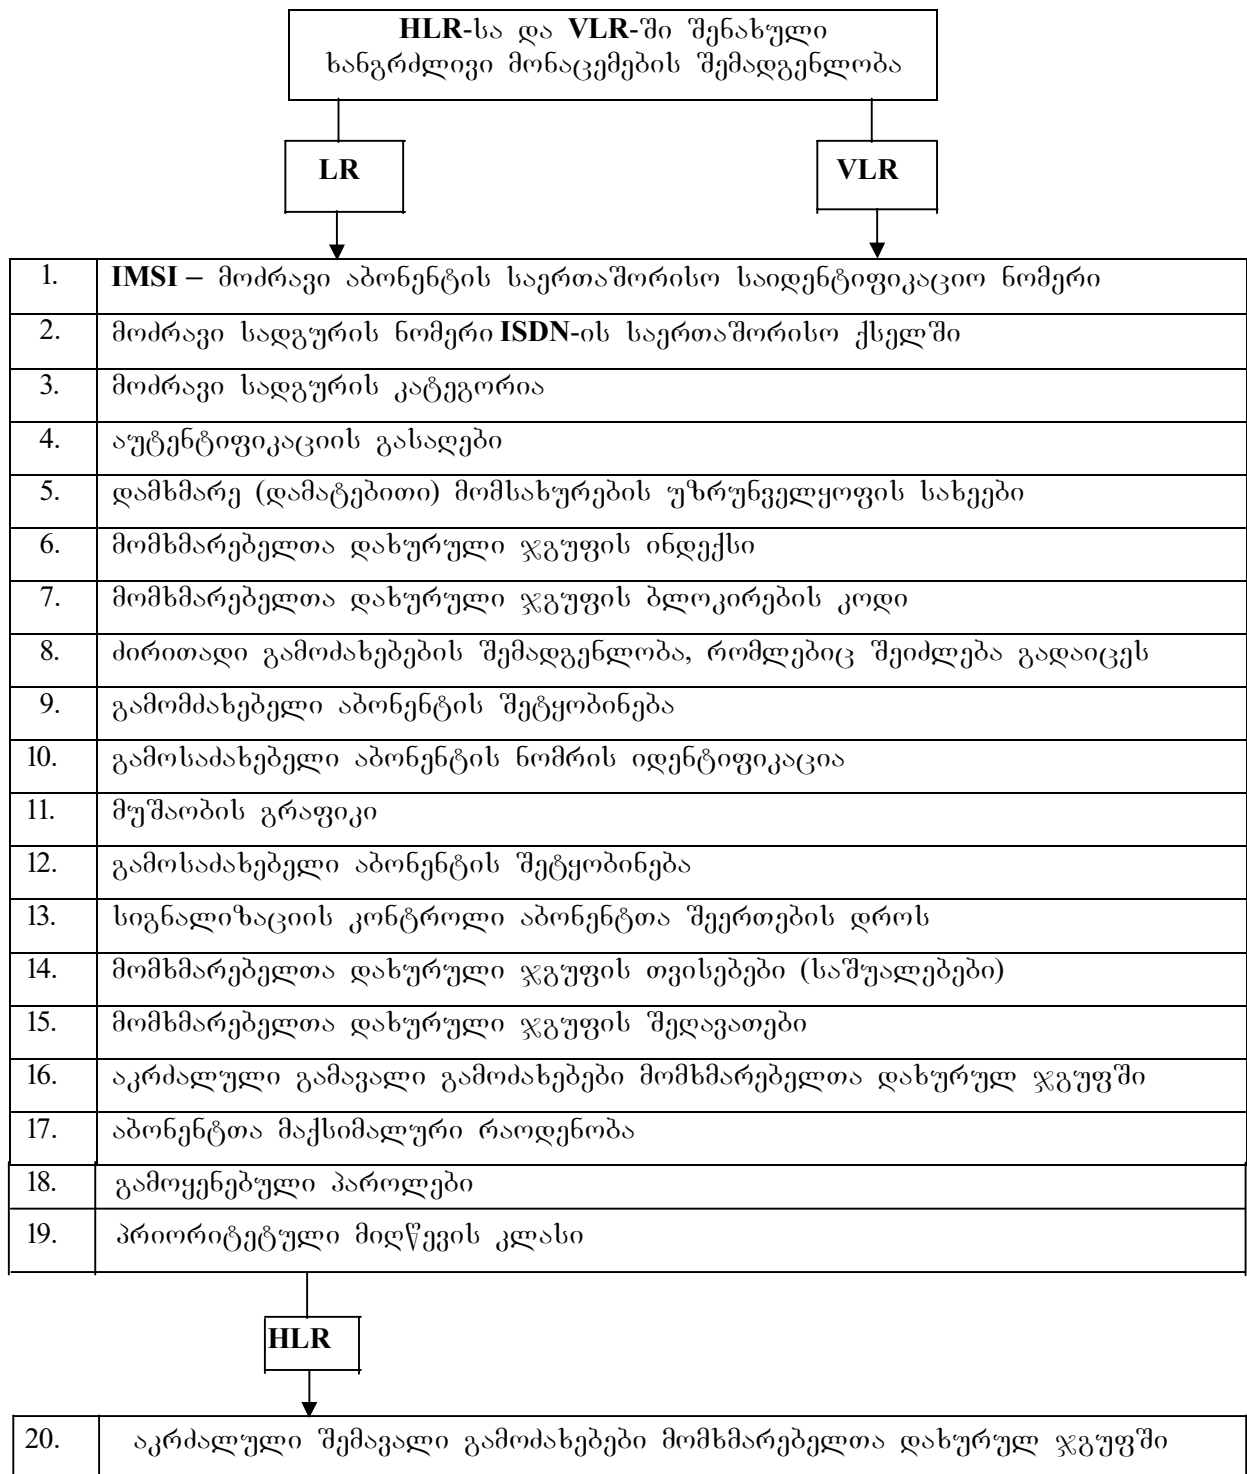 HLR-სა და VLR-ში შენახული
ხანგრძლივი მონაცემების შემადგენლობა
LR
VLR
1. IMSI – მოძრავი აბონენტის საერთაშორისო საიდენტიფიკაციო ნომერი
2. მოძრავი სადგურის ნომერი ISDN-ის საერთაშორისო ქსელში
3. მოძრავი სადგურის კატეგორია
4. აუტენტიფიკაციის გასაღები
5. დამხმარე (დამატებითი) მომსახურების უზრუნველყოფის სახეები
6. მომხმარებელთა დახურული ჯგუფის ინდექსი
7. მომხმარებელთა დახურული ჯგუფის ბლოკირების კოდი
8. ძირითადი გამოძახებების შემადგენლობა, რომლებიც შეიძლება გადაიცეს
9. გამომძახებელი აბონენტის შეტყობინება
10. გამოსაძახებელი აბონენტის ნომრის იდენტიფიკაცია
11. მუშაობის გრაფიკი
12. გამოსაძახებელი აბონენტის შეტყობინება
13. სიგნალიზაციის კონტროლი აბონენტთა შეერთების დროს
14. მომხმარებელთა დახურული ჯგუფის თვისებები (საშუალებები)
15. მომხმარებელთა დახურული ჯგუფის შეღავათები
16. აკრძალული გამავალი გამოძახებები მომხმარებელთა დახურულ ჯგუფში
17. აბონენტთა მაქსიმალური რაოდენობა
18. გამოყენებული პაროლები
19. პრიორიტეტული მიღწევის კლასი
HLR
20. აკრძალული შემავალი გამოძახებები მომხმარებელთა დახურულ ჯგუფში